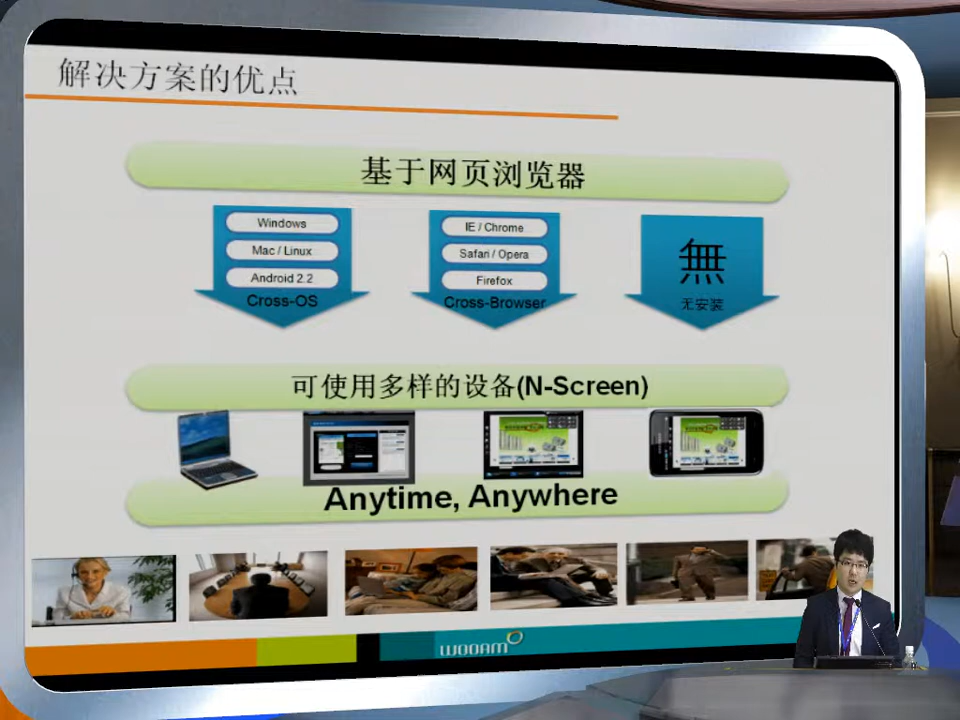 解决方案的优点
基于网页浏览器
Windows
Mac / Linux
Android 2.2
Cross-OS
IE / Chrome
Safari / Opera
Firefox
Cross-Browser
無
无安装
可使用多样的设备(N-Screen)
Anytime, Anywhere
WOOAM